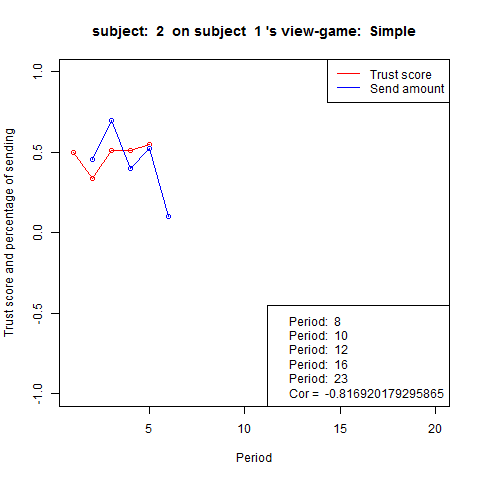 subject: 2 on subject 1 's view-game: Simple
Trust score
Send amount
Trust score and percentage of sending
1.0
0.5
0.0
-0.5
-1.0
Period: 8
Period: 10
Period: 12
Period: 16
Period: 23
Cor = -0.816920179295865
5 10 15 20
Period